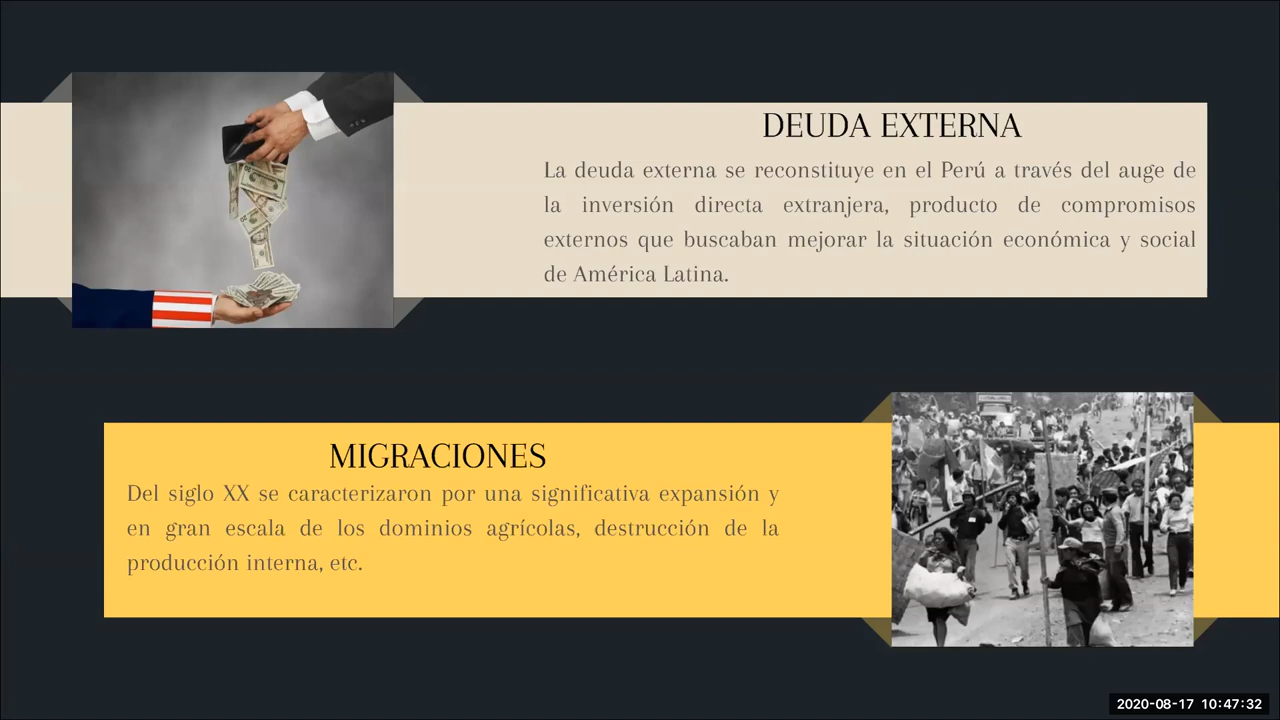 DEUDA EXTERNA
La deuda externa se reconstituye en el Perú a través del auge de
la inversión directa extranjera, producto de compromisos
externos que buscaban mejorar la situación económica y social
de América Latina.
MIGRACIONES
Del siglo XX se caracterizaron por una significativa expansión y
en gran escala de los dominios agrícolas, destrucción de la
producción interna, etc.
2020-08-17 10:47:32